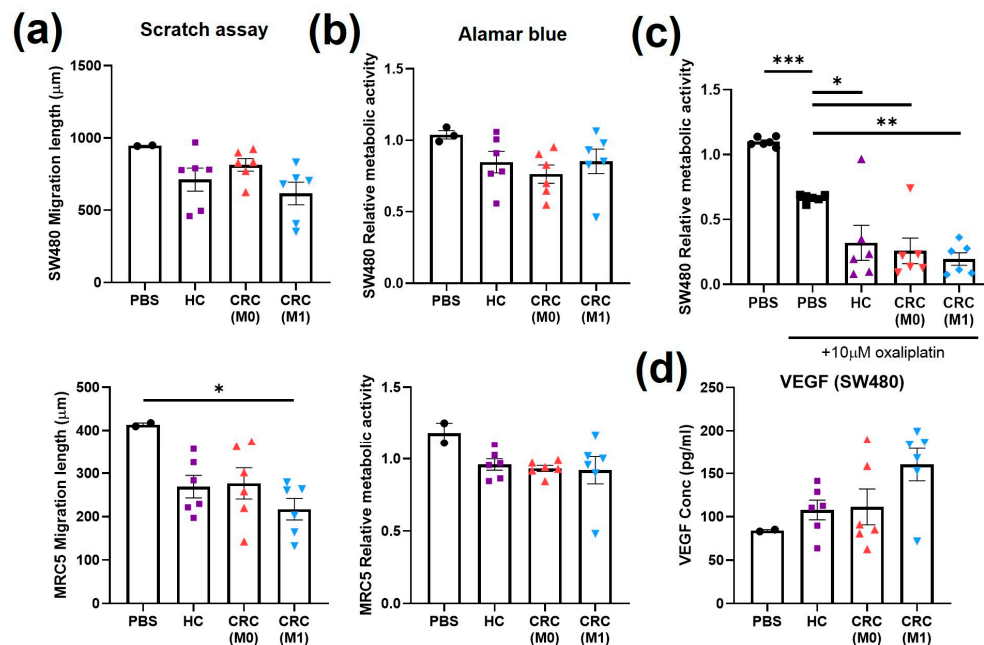 (a)
Scratch assay
SW480 Migration length (μm)
1500
1000
500
0
PBS
HC
CRC
(M0)
CRC
(M1)
MRC5 Migration length (μm)
500
400
300
200
100
0
*
PBS
HC
CRC
(M0)
CRC
(M1)
(b)
Alamar blue
SW480 Relative metabolic activity
1.5
1.0
0.5
0.0
PBS
HC
CRC
(M0)
CRC
(M1)
MRC5 Relative metabolic activity
1.5
1.0
0.5
0.0
PBS
HC
CRC
(M0)
CRC
(M1)
(c)
SW480 Relative metabolic activity
1.5
1.0
0.5
0.0
***
*
**
PBS
PBS
HC
CRC
(M0)
CRC
(M1)
+10μM oxaliplatin
(d)
VEGF (SW480)
VEGF Conc (pg/ml)
250
200
150
100
50
0
PBS
HC
CRC
(M0)
CRC
(M1)